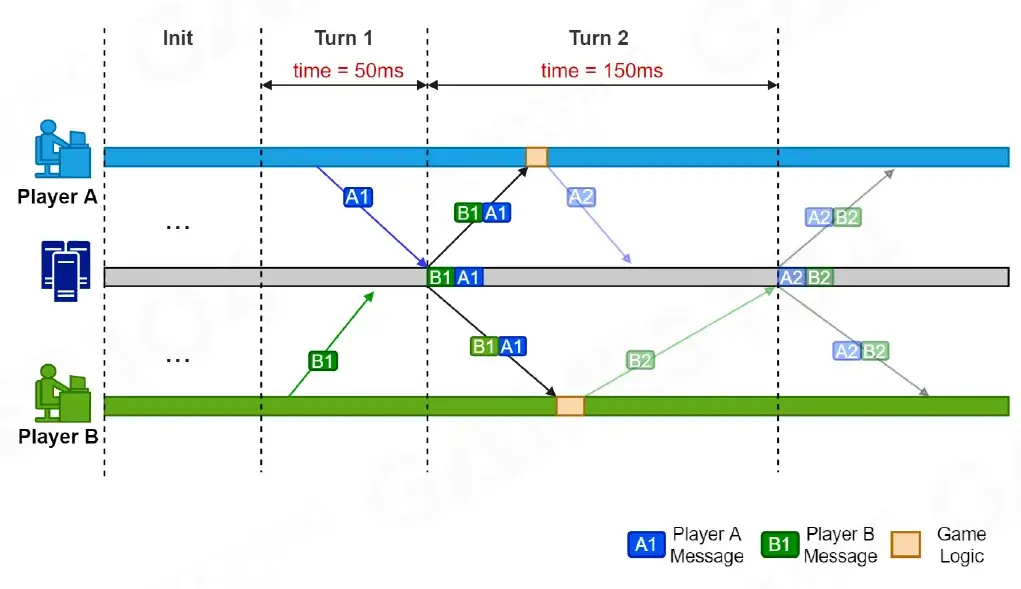 Init
Turn 1
Turn 2
time = 50ms
time = 150ms
Player A
A1
B1 A1
A2
A2 B2
...
B1 A1
A2 B2
...
B1
B1 A1
B2
A2 B2
Player B
A1 Player A Message
B1 Player B Message
Game Logic